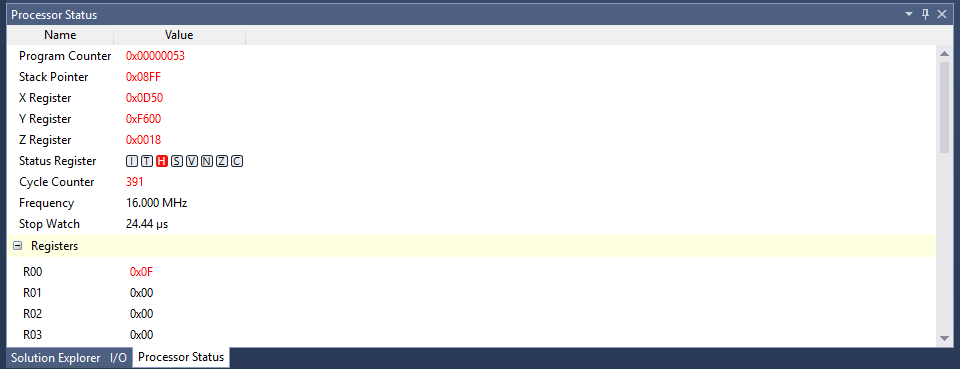 Processor Status
Name Value
Program Counter 0x00000053
Stack Pointer 0x08FF
X Register 0x0D50
Y Register 0xF600
Z Register 0x0018
Status Register I T H S V N Z C
Cycle Counter 391
Frequency 16.000 MHz
Stop Watch 24.44 µs
Registers
R00 0x0F
R01 0x00
R02 0x00
R03 0x00
Solution Explorer I/O Processor Status